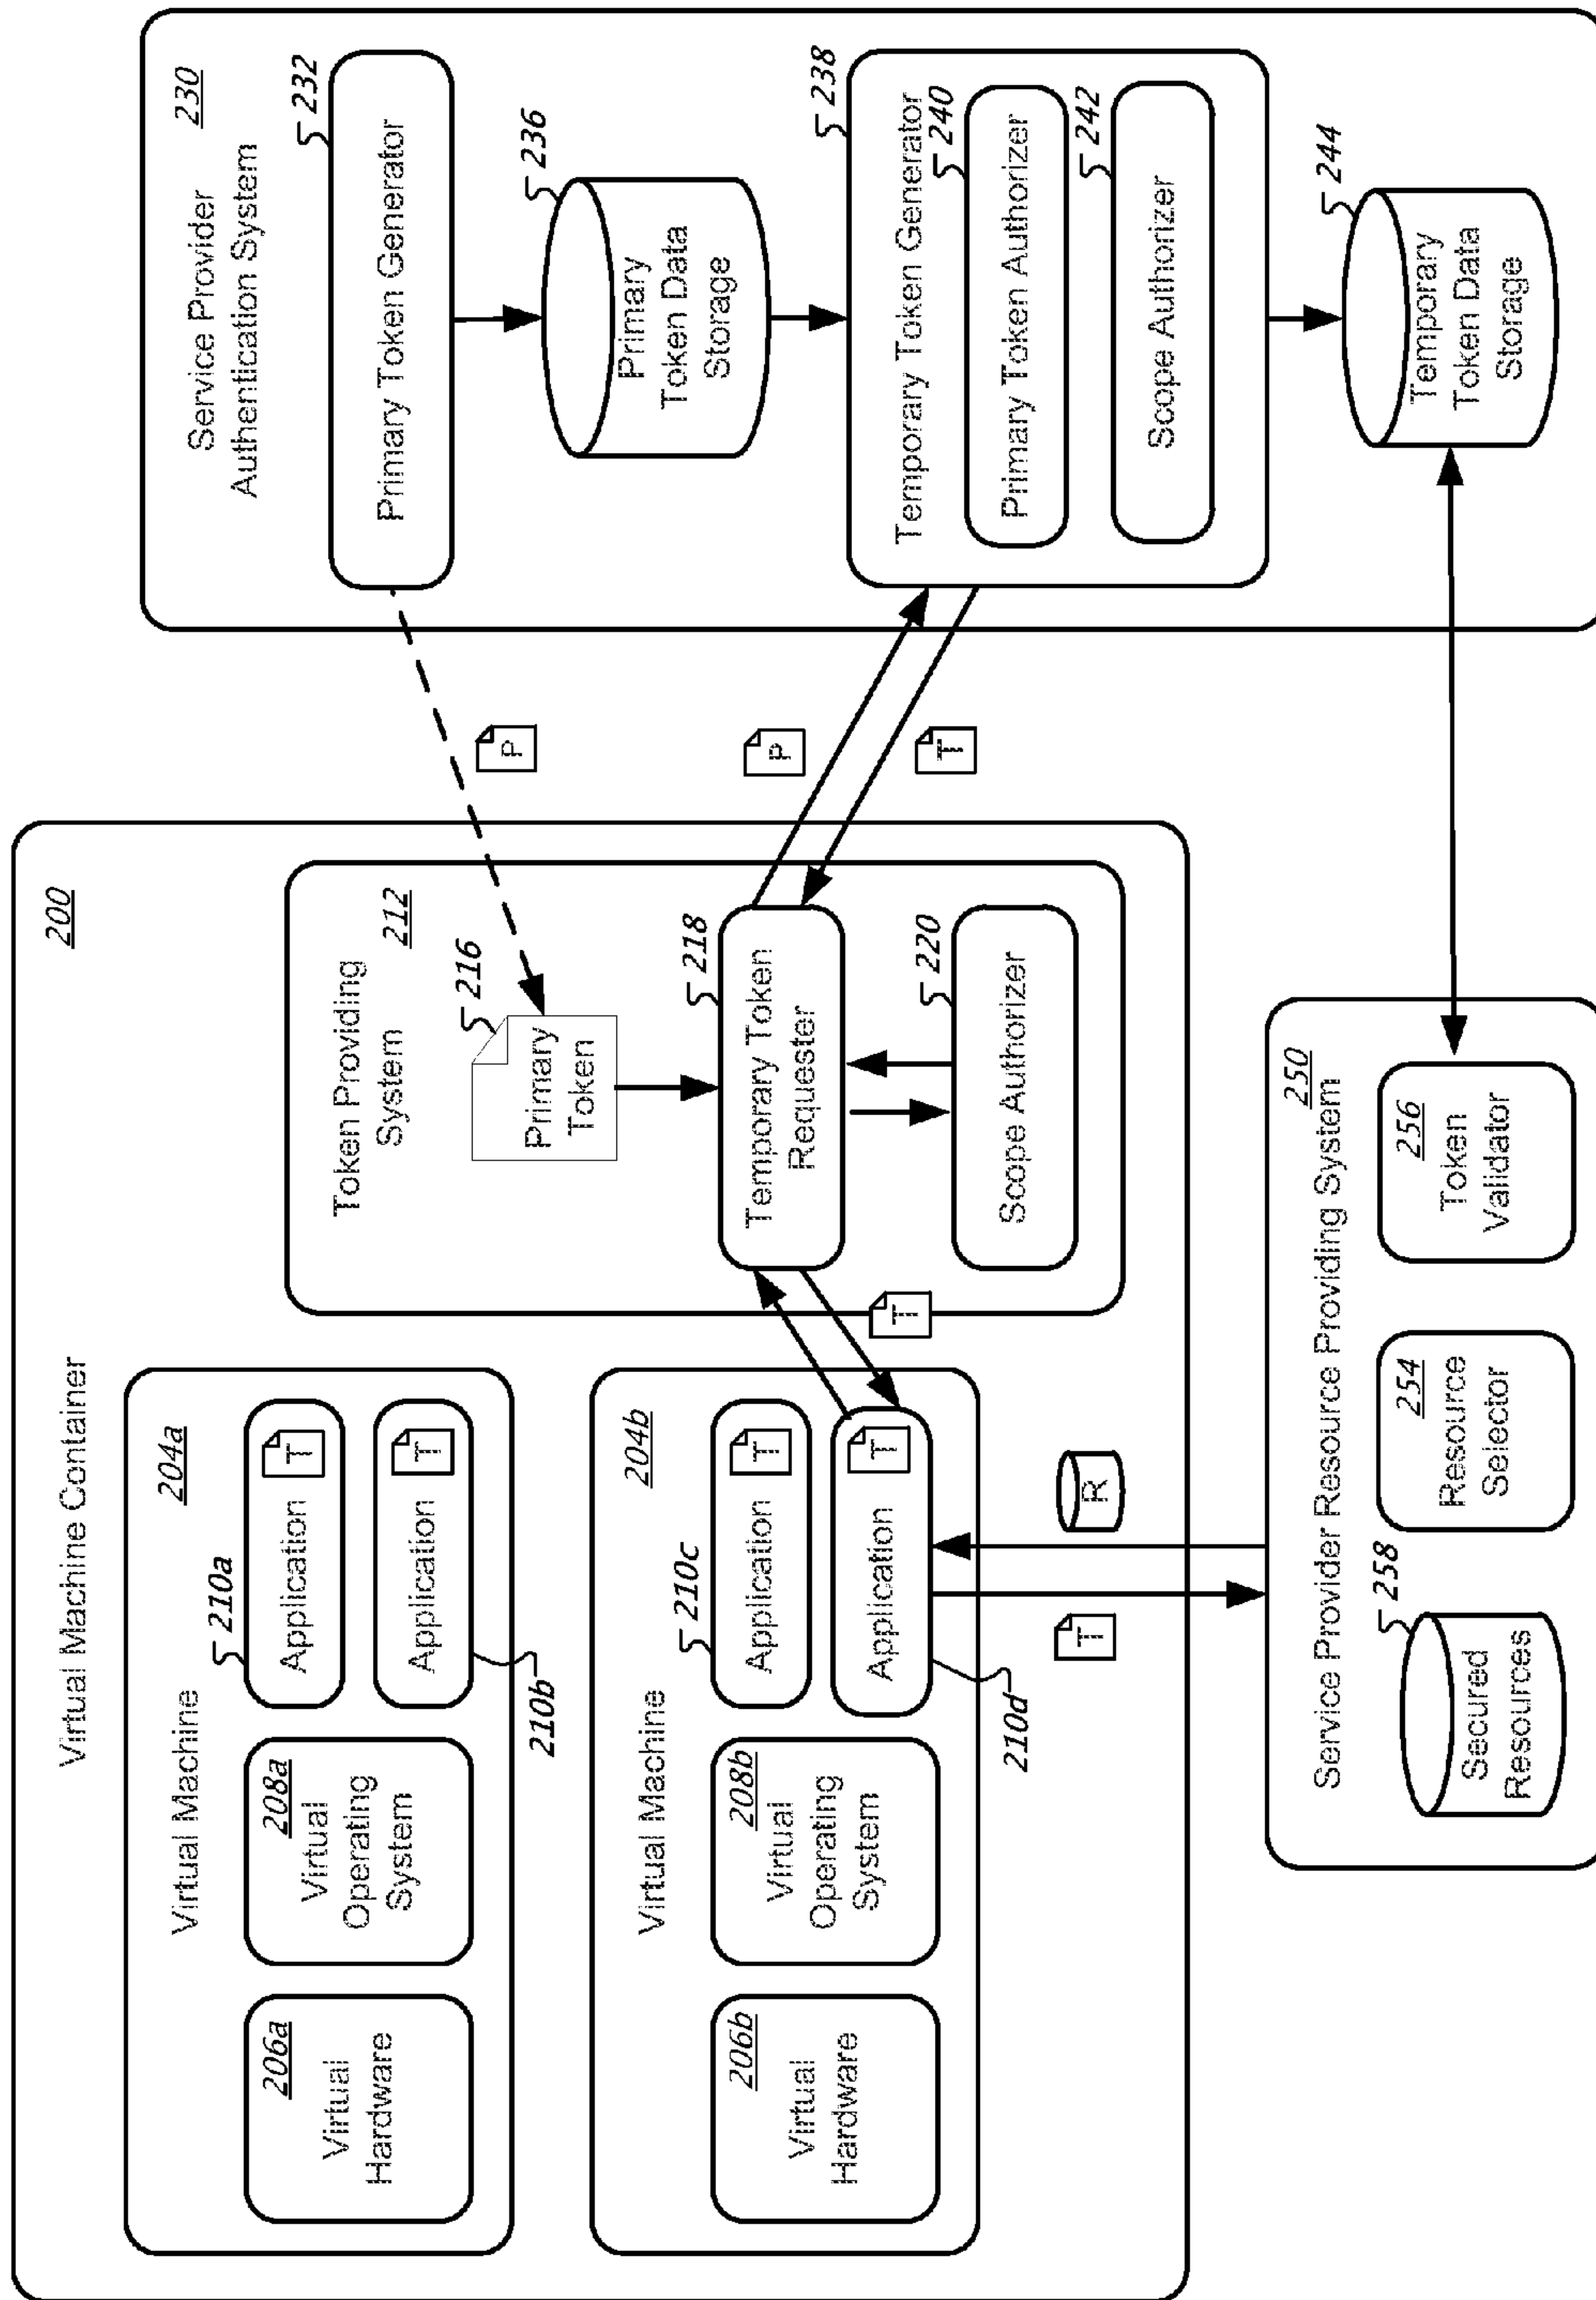 Virtual Machine Container
200
Virtual Machine
204a
206a
Virtual
Hardware
208a
Virtual
Operating
System
210a
Application
T
Application
T
210b
Virtual Machine
204b
206b
Virtual
Hardware
208b
Virtual
Operating
System
210c
Application
T
Application
T
210d
Token Providing
System
212
216
Primary
Token
218
Temporary Token
Requester
220
Scope Authorizer
T
P
P
T
T
R
Service Provider
Authentication System
230
232
Primary Token Generator
236
Primary
Token Data
Storage
238
Temporary Token Generator
240
Primary Token Authorizer
242
Scope Authorizer
244
Temporary
Token Data
Storage
Service Provider Resource Providing System
250
258
Secured
Resources
254
Resource
Selector
256
Token
Validator